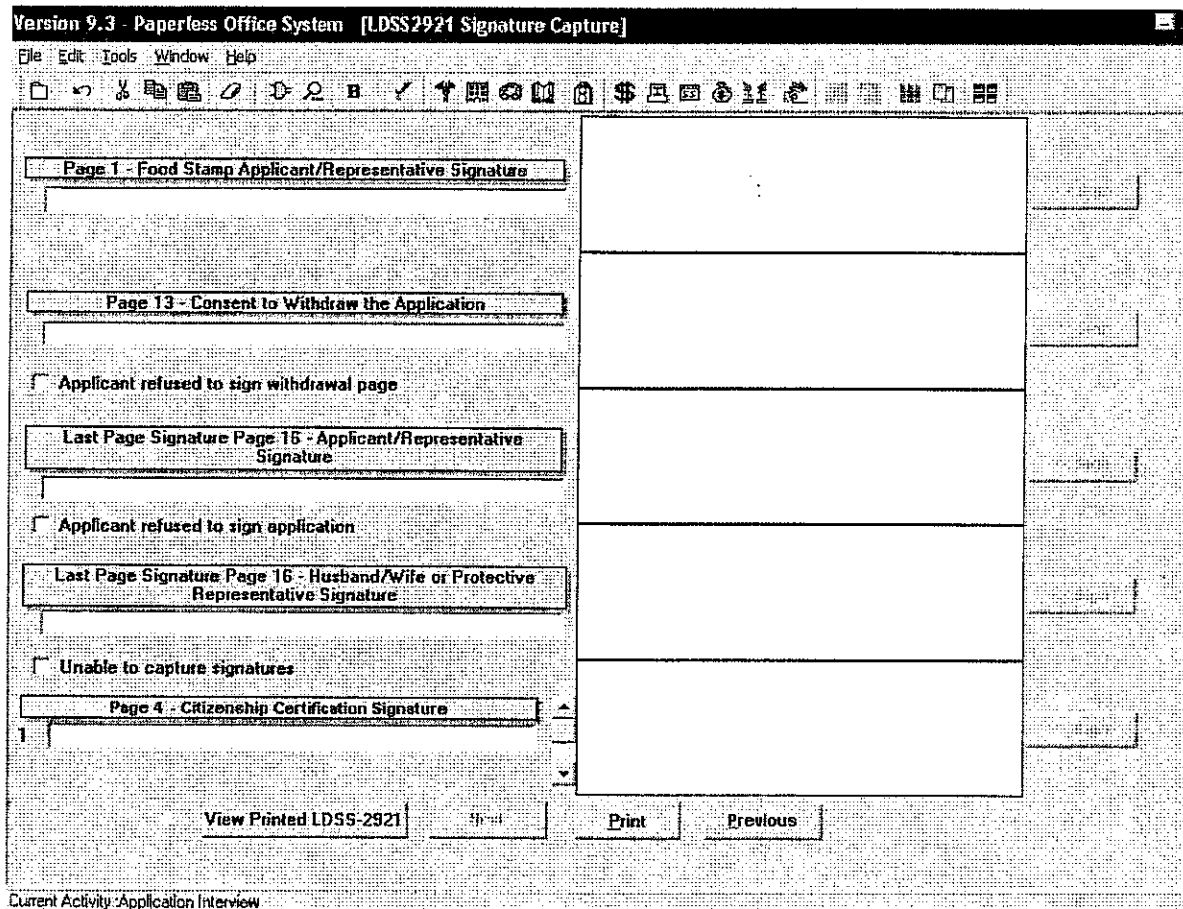 Version 9.3 - Paperless Office System [LDSS2921 Signature Capture]
File Edit Tools Window Help
Page 1 - Food Stamp Applicant/Representative Signature
Page 13 - Consent to Withdraw the Application
Applicant refused to sign withdrawal page
Last Page Signature Page 16 - Applicant/Representative
Signature
Applicant refused to sign application
Last Page Signature Page 16 - Husband/Wife or Protective
Representative Signature
Unable to capture signatures
Page 4 - Citizenship Certification Signature
1
View Printed LDSS-2921 Print Previous
Current Activity :Application Interview